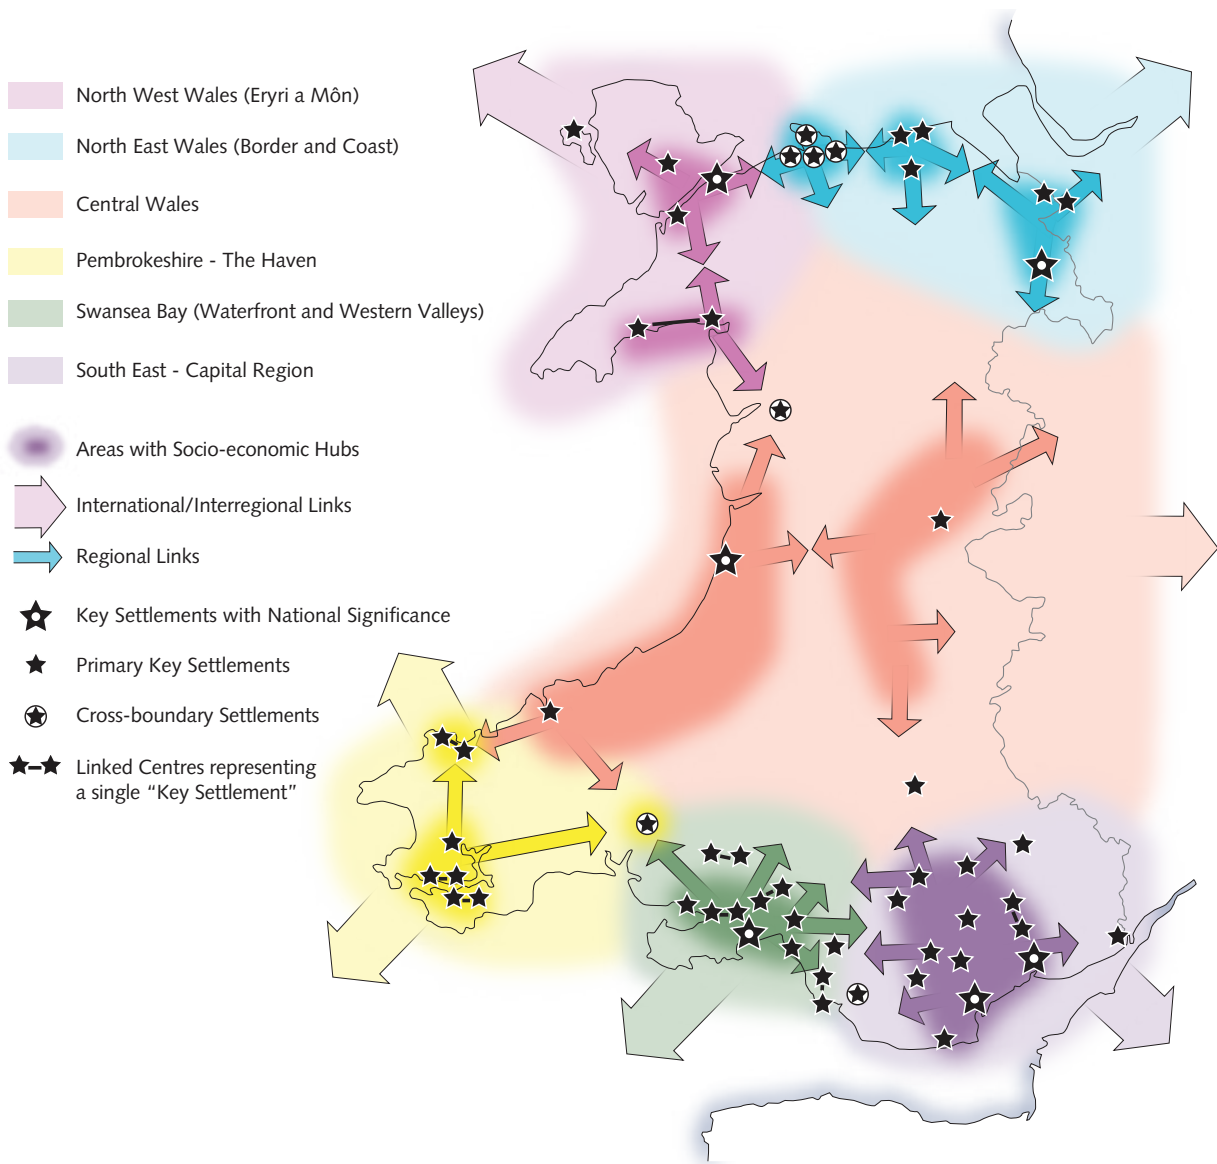 North West Wales (Eryri a Môn)
North East Wales (Border and Coast)
Central Wales
Pembrokeshire - The Haven
Swansea Bay (Waterfront and Western Valleys)
South East - Capital Region
Areas with Socio-economic Hubs
International/Interregional Links
Regional Links
Key Settlements with National Significance
Primary Key Settlements
Cross-boundary Settlements
Linked Centres representing
a single “Key Settlement”